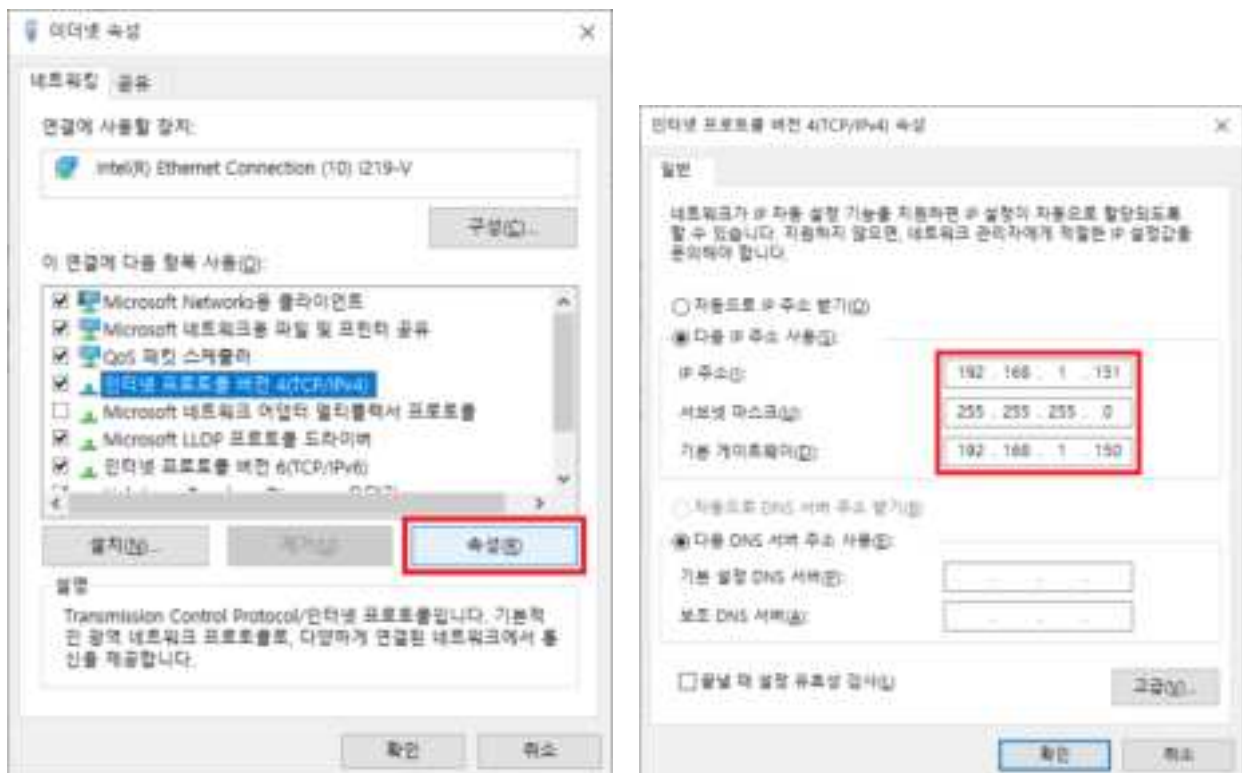 이더넷 속성
네트워킹 공유
연결에 사용할 장치:
Intel(R) Ethernet Connection (10) I219-V
구성(C)...
이 연결에 다음 항목 사용(O):
Microsoft Networks용 클라이언트
Microsoft 네트워크용 파일 및 프린터 공유
QoS 패킷 스케줄러
인터넷 프로토콜 버전 4(TCP/IPv4)
Microsoft 네트워크 어댑터 멀티플렉서 프로토콜
Microsoft LLDP 프로토콜 드라이버
인터넷 프로토콜 버전 6(TCP/IPv6)
설치(N)...
제거(U)
속성(R)
설명
Transmission Control Protocol/인터넷 프로토콜입니다. 기본적
인 광역 네트워크 프로토콜로, 다양하게 연결된 네트워크에서 통
신을 제공합니다.
확인
취소
인터넷 프로토콜 버전 4(TCP/IPv4) 속성
일반
네트워크가 IP 자동 설정 기능을 지원하면 IP 설정이 자동으로 할당되도록
할 수 있습니다. 지원하지 않으면, 네트워크 관리자에게 적절한 IP 설정값을
문의해야 합니다.
자동으로 IP 주소 받기(O)
다음 IP 주소 사용(S):
IP 주소(I): 192 . 168 . 1 . 151
서브넷 마스크(U): 255 . 255 . 255 . 0
기본 게이트웨이(D): 192 . 168 . 1 . 150
자동으로 DNS 서버 주소 받기(B)
다음 DNS 서버 주소 사용(E):
기본 설정 DNS 서버(P):
보조 DNS 서버(A):
끝낼 때 설정 유효성 검사(L)
고급(V)...
확인
취소